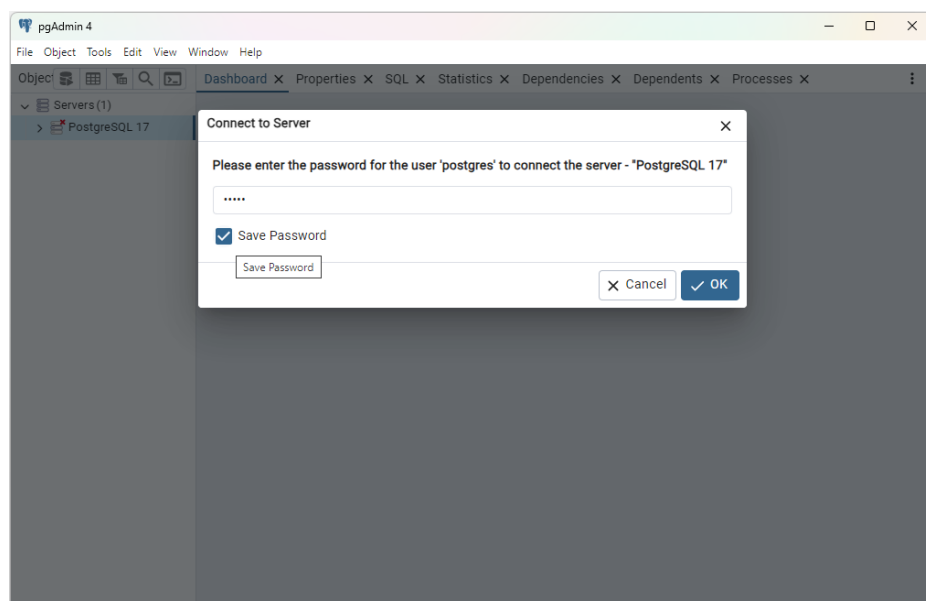 pgAdmin 4
File Object Tools Edit View Window Help
Objec Dashboard Properties SQL Statistics Dependencies Dependents Processes
Servers (1)
PostgreSQL 17
Connect to Server
Please enter the password for the user 'postgres' to connect the server - "PostgreSQL 17"
•••••
Save Password
Save Password
Cancel OK